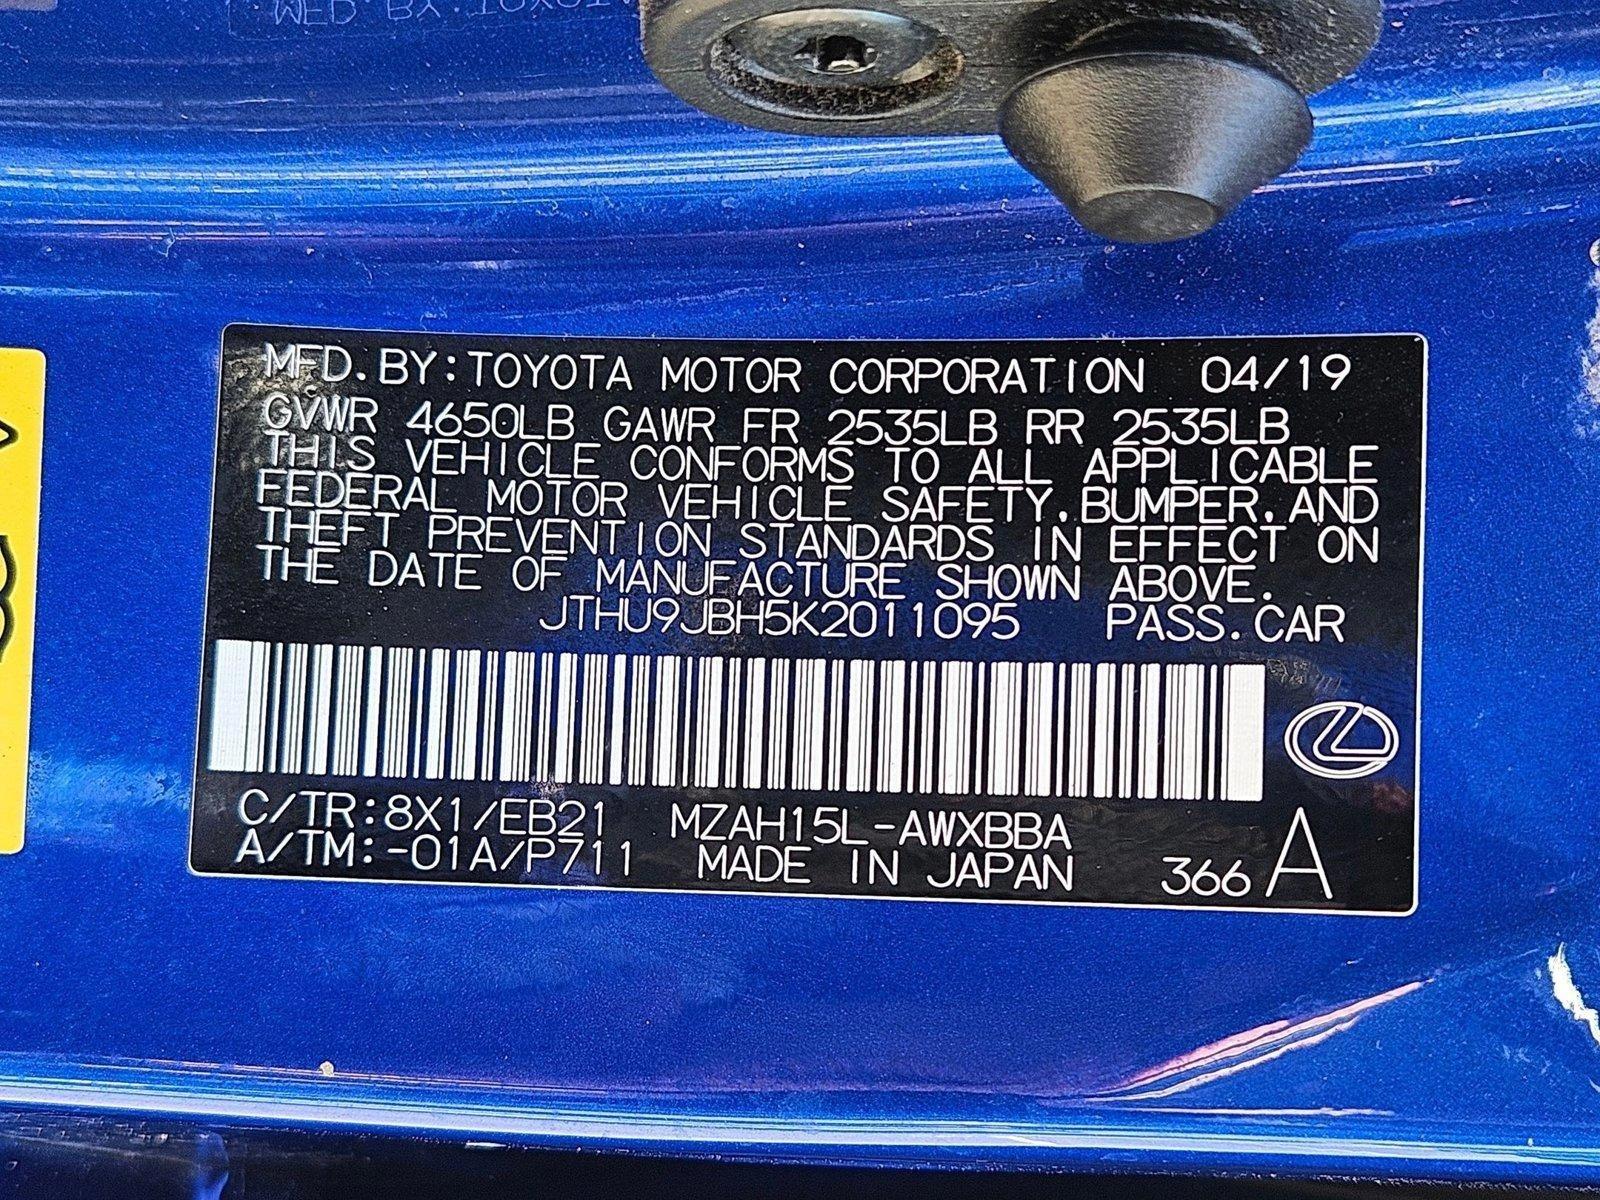 MFD. BY: TOYOTA MOTOR CORPORATION 04/19
GVWR 4650LB GAWR FR 2535LB RR 2535LB
THIS VEHICLE CONFORMS TO ALL APPLICABLE
FEDERAL MOTOR VEHICLE SAFETY, BUMPER, AND
THEFT PREVENTION STANDARDS IN EFFECT ON
THE DATE OF MANUFACTURE SHOWN ABOVE.
JTHU9JBH5K2011095 PASS. CAR
C/TR: 8X1/EB21 MZAH15L-AWXBBA
A/TM: -01A/P711 MADE IN JAPAN 366 A